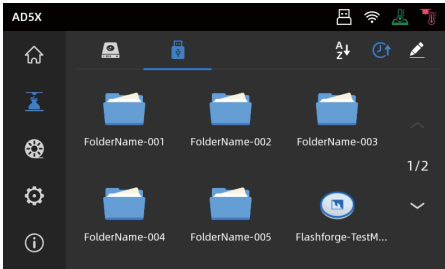 AD5X
A
Z
FolderName-001 FolderName-002 FolderName-003
1/2
FolderName-004 FolderName-005 Flashforge-TestM...